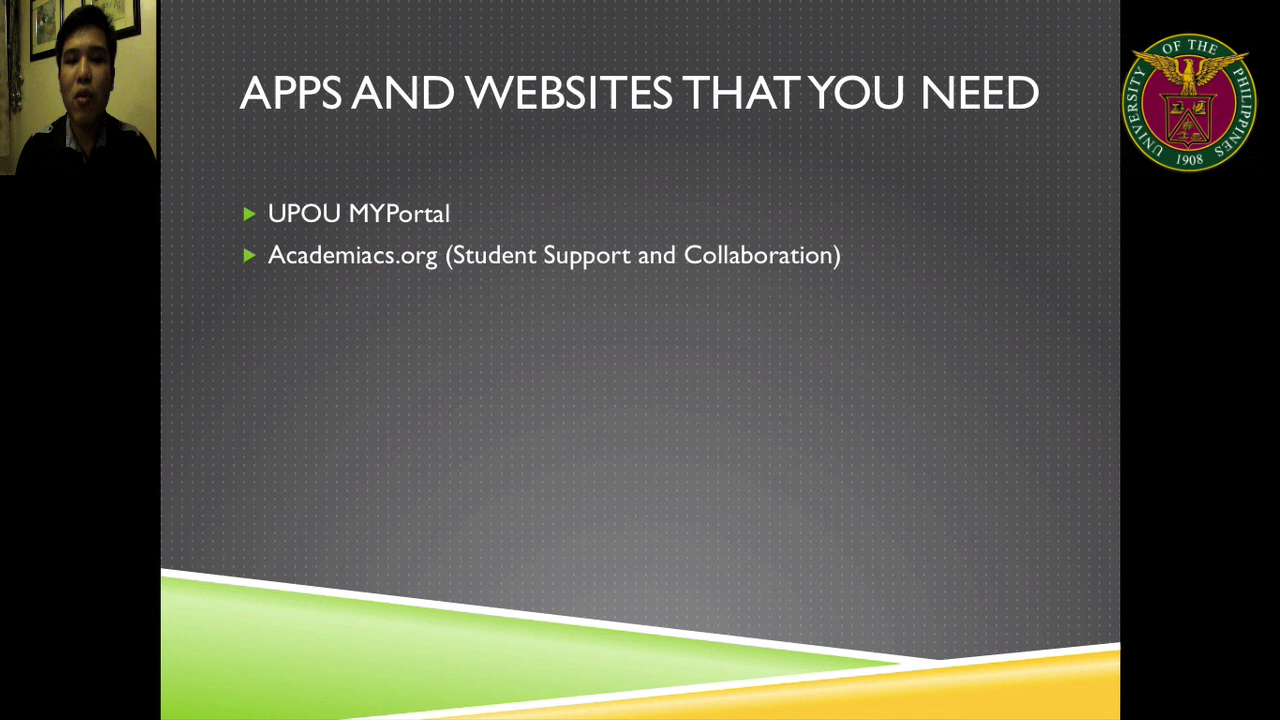 APPS AND WEBSITES THAT YOU NEED
UPOU MYPortal
Academiacs.org (Student Support and Collaboration)
UNIVERSITY OF THE PHILIPPINES
1908